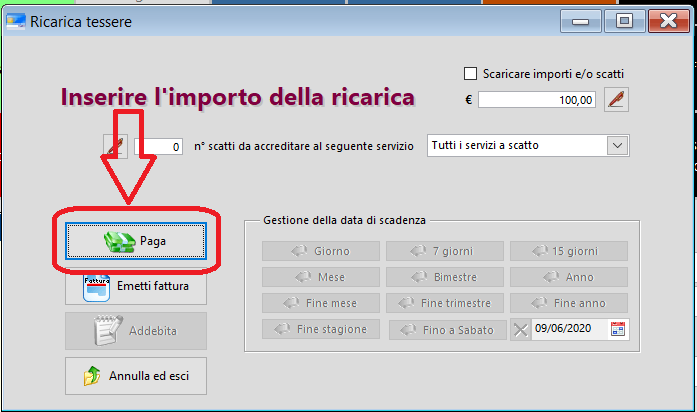 Ricarica tessere
Scaricare importi e/o scatti
Inserire l'importo della ricarica
€ 100,00
0 n° scatti da accreditare al seguente servizio Tutti i servizi a scatto
Paga
Fattura
Emetti fattura
Addebita
Annulla ed esci
Gestione della data di scadenza
Giorno 7 giorni 15 giorni
Mese Bimestre Anno
Fine mese Fine trimestre Fine anno
Fine stagione Fino a Sabato 09/06/2020